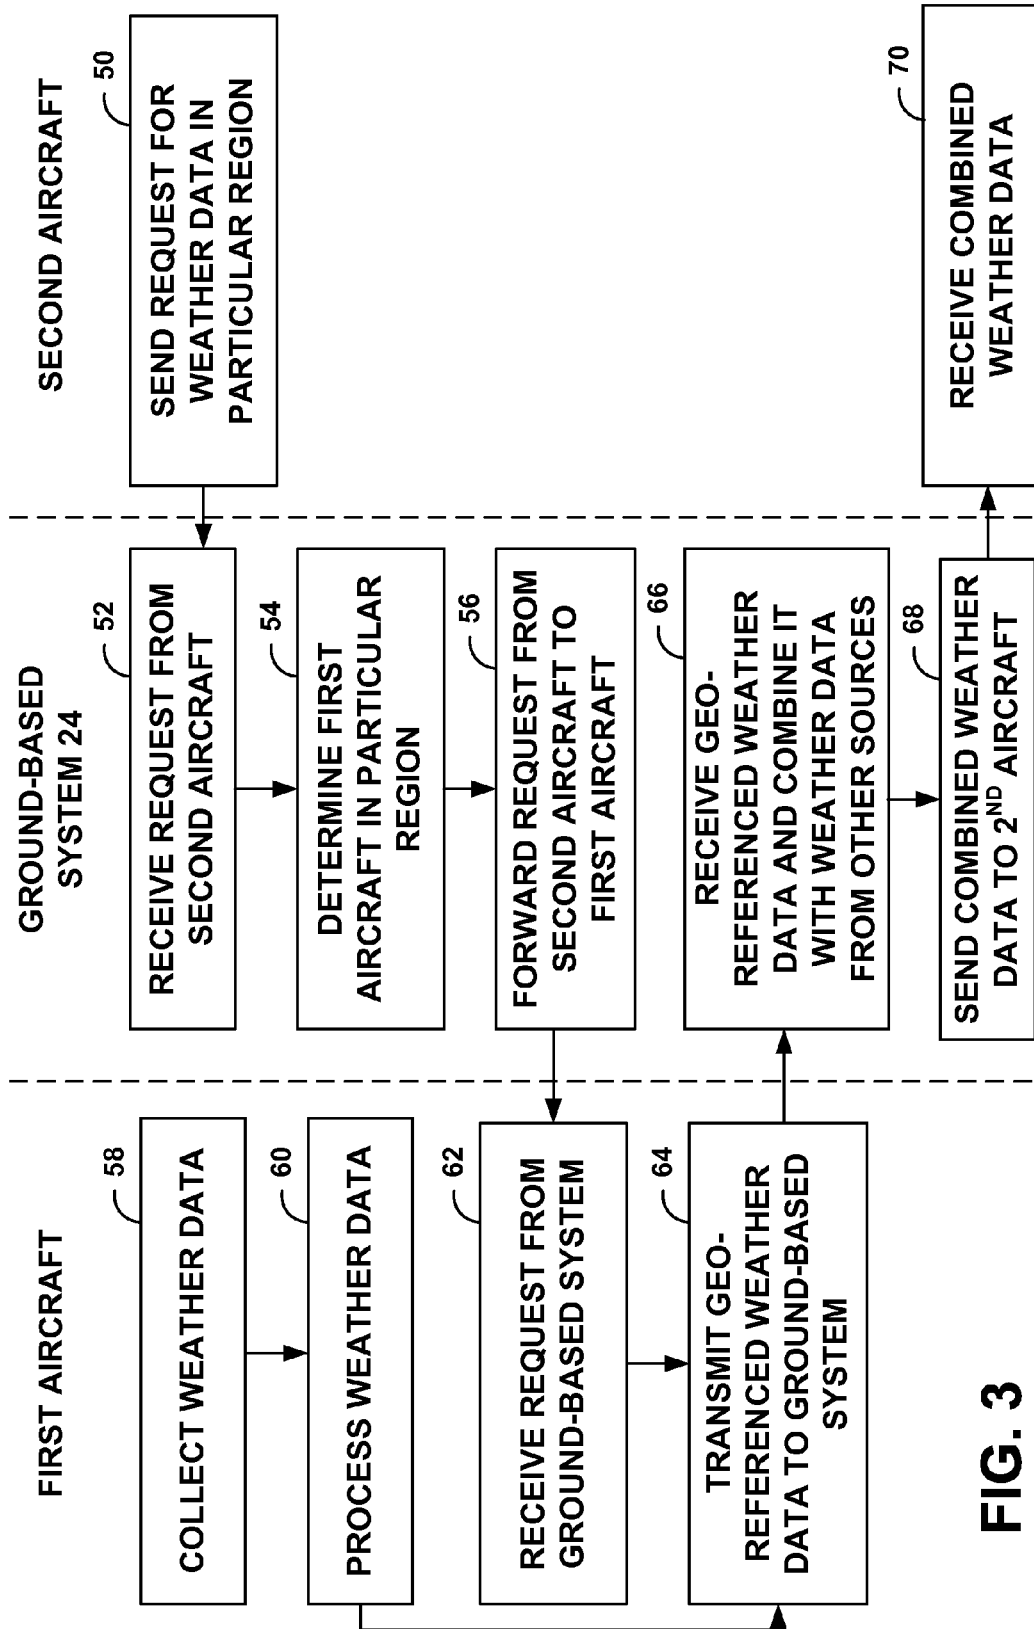 FIRST AIRCRAFT
58
COLLECT WEATHER DATA
60
PROCESS WEATHER DATA
62
RECEIVE REQUEST FROM
GROUND-BASED SYSTEM
64
TRANSMIT GEO-
REFERENCED WEATHER
DATA TO GROUND-BASED
SYSTEM
GROUND-BASED
SYSTEM 24
52
RECEIVE REQUEST FROM
SECOND AIRCRAFT
54
DETERMINE FIRST
AIRCRAFT IN PARTICULAR
REGION
56
FORWARD REQUEST FROM
SECOND AIRCRAFT TO
FIRST AIRCRAFT
66
RECEIVE GEO-
REFERENCED WEATHER
DATA AND COMBINE IT
WITH WEATHER DATA
FROM OTHER SOURCES
68
SEND COMBINED WEATHER
DATA TO 2ND AIRCRAFT
SECOND AIRCRAFT
50
SEND REQUEST FOR
WEATHER DATA IN
PARTICULAR REGION
70
RECEIVE COMBINED
WEATHER DATA
FIG. 3